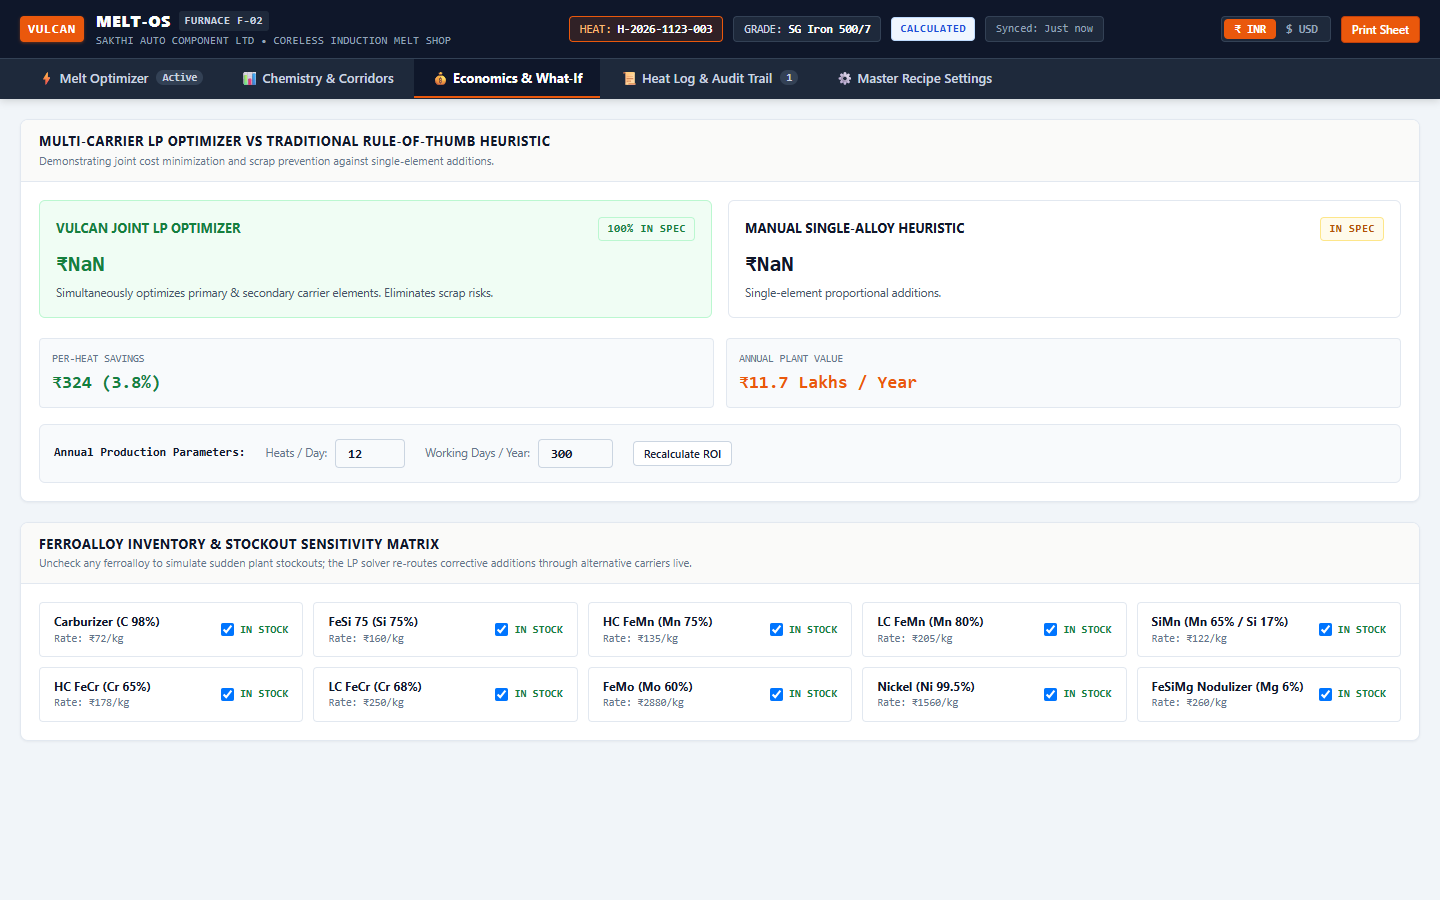 VULCAN
MELT-OS FURNACE F-02
SAKTHI AUTO COMPONENT LTD • CORELESS INDUCTION MELT SHOP
HEAT: H-2026-1123-003
GRADE: SG Iron 500/7
CALCULATED
Synced: Just now
₹ INR
$ USD
Print Sheet
Melt Optimizer Active
Chemistry & Corridors
Economics & What-If
Heat Log & Audit Trail 1
Master Recipe Settings
MULTI-CARRIER LP OPTIMIZER VS TRADITIONAL RULE-OF-THUMB HEURISTIC
Demonstrating joint cost minimization and scrap prevention against single-element additions.
VULCAN JOINT LP OPTIMIZER
100% IN SPEC
₹NaN
Simultaneously optimizes primary & secondary carrier elements. Eliminates scrap risks.
MANUAL SINGLE-ALLOY HEURISTIC
IN SPEC
₹NaN
Single-element proportional additions.
PER-HEAT SAVINGS
₹324 (3.8%)
ANNUAL PLANT VALUE
₹11.7 Lakhs / Year
Annual Production Parameters: Heats / Day: 12 Working Days / Year: 300 Recalculate ROI
FERROALLOY INVENTORY & STOCKOUT SENSITIVITY MATRIX
Uncheck any ferroalloy to simulate sudden plant stockouts; the LP solver re-routes corrective additions through alternative carriers live.
Carburizer (C 98%)
Rate: ₹72/kg
IN STOCK
FeSi 75 (Si 75%)
Rate: ₹160/kg
IN STOCK
HC FeMn (Mn 75%)
Rate: ₹135/kg
IN STOCK
LC FeMn (Mn 80%)
Rate: ₹205/kg
IN STOCK
SiMn (Mn 65% / Si 17%)
Rate: ₹122/kg
IN STOCK
HC FeCr (Cr 65%)
Rate: ₹178/kg
IN STOCK
LC FeCr (Cr 68%)
Rate: ₹250/kg
IN STOCK
FeMo (Mo 60%)
Rate: ₹2880/kg
IN STOCK
Nickel (Ni 99.5%)
Rate: ₹1560/kg
IN STOCK
FeSiMg Nodulizer (Mg 6%)
Rate: ₹260/kg
IN STOCK